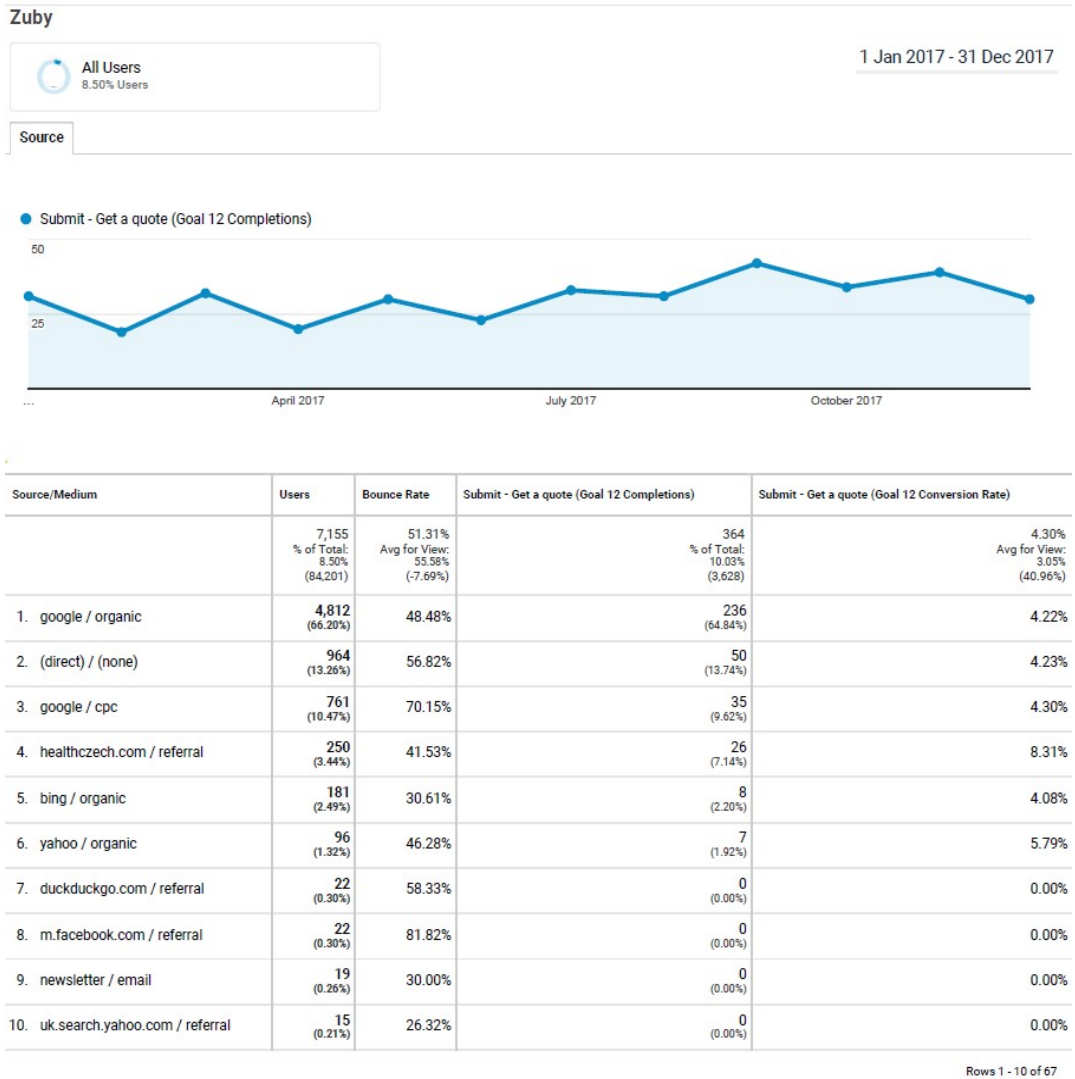 Zuby
All Users
8.50% Users
1 Jan 2017 - 31 Dec 2017
Source
Submit - Get a quote (Goal 12 Completions)
50
25
...
April 2017
July 2017
October 2017
Source/Medium Users Bounce Rate Submit - Get a quote (Goal 12 Completions) Submit - Get a quote (Goal 12 Conversion Rate)
7,155 51.31% 364 4.30%
% of Total: Avg for View: % of Total: Avg for View:
8.50% 55.58% 10.03% 3.05%
(84,201) (-7.69%) (3,628) (40.96%)
1. google / organic 4,812 48.48% 236 4.22%
(66.20%) (64.84%)
2. (direct) / (none) 964 56.82% 50 4.23%
(13.26%) (13.74%)
3. google / cpc 761 70.15% 35 4.30%
(10.47%) (9.62%)
4. healthczech.com / referral 250 41.53% 26 8.31%
(3.44%) (7.14%)
5. bing / organic 181 30.61% 8 4.08%
(2.49%) (2.20%)
6. yahoo / organic 96 46.28% 7 5.79%
(1.32%) (1.92%)
7. duckduckgo.com / referral 22 58.33% 0 0.00%
(0.30%) (0.00%)
8. m.facebook.com / referral 22 81.82% 0 0.00%
(0.30%) (0.00%)
9. newsletter / email 19 30.00% 0 0.00%
(0.26%) (0.00%)
10. uk.search.yahoo.com / referral 15 26.32% 0 0.00%
(0.21%) (0.00%)
Rows 1 - 10 of 67